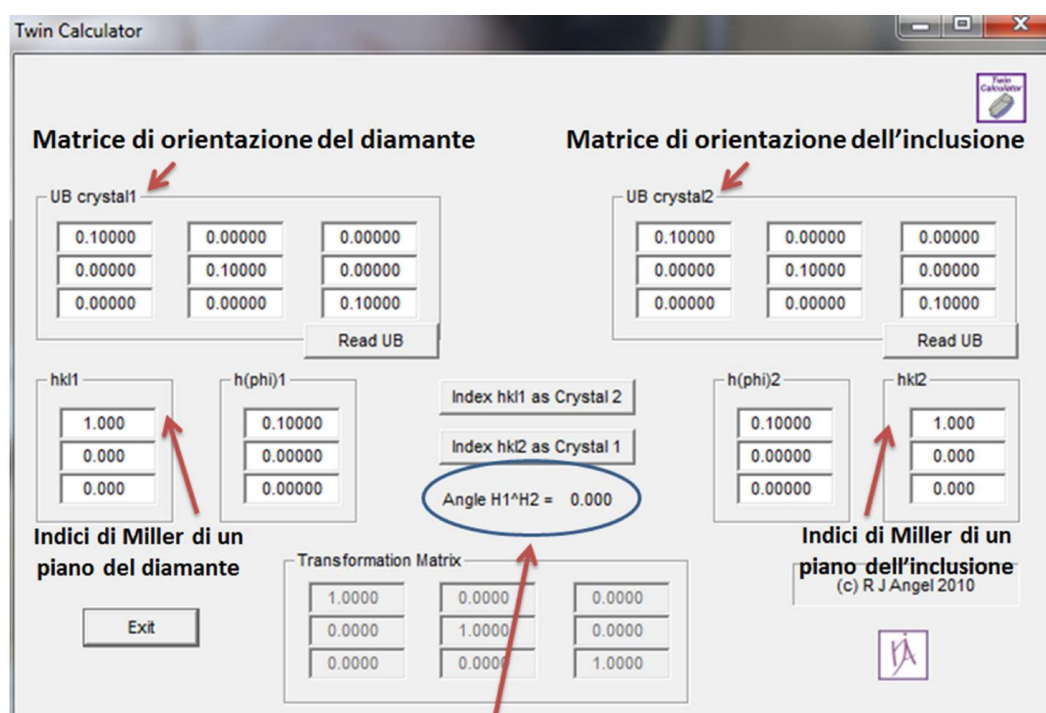 Twin Calculator
Twin
Calculator
Matrice di orientazione del diamante
Matrice di orientazione dell'inclusione
UB crystal1
0.10000 0.00000 0.00000
0.00000 0.10000 0.00000
0.00000 0.00000 0.10000
Read UB
UB crystal2
0.10000 0.00000 0.00000
0.00000 0.10000 0.00000
0.00000 0.00000 0.10000
Read UB
hkl1
1.000
0.000
0.000
h(phi)1
0.10000
0.00000
0.00000
Index hkl1 as Crystal 2
Index hkl2 as Crystal 1
Angle H1^H2 = 0.000
h(phi)2
0.10000
0.00000
0.00000
hkl2
1.000
0.000
0.000
Indici di Miller di un
piano del diamante
Indici di Miller di un
piano dell'inclusione
(c) R J Angel 2010
Transformation Matrix
1.0000 0.0000 0.0000
0.0000 1.0000 0.0000
0.0000 0.0000 1.0000
Exit